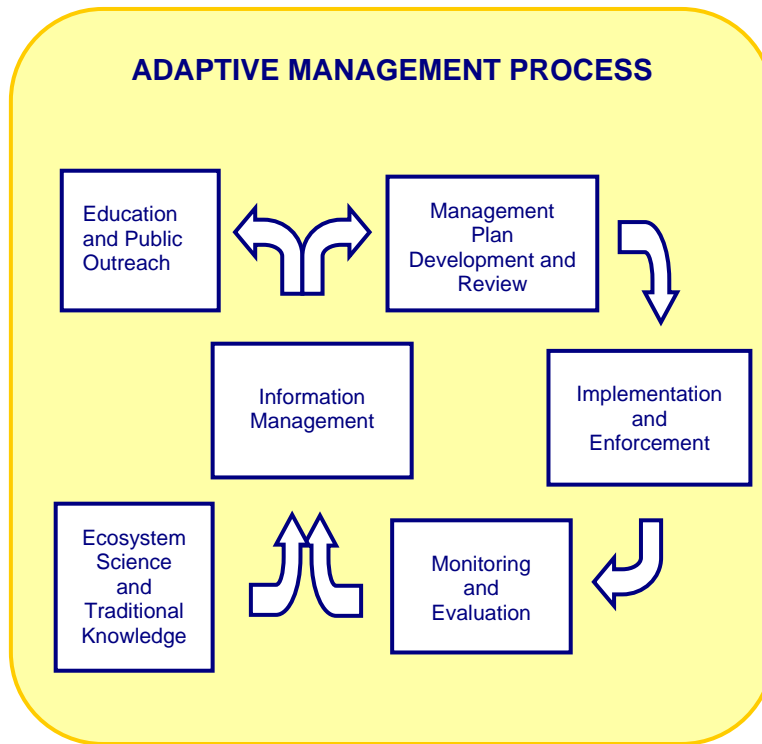 ADAPTIVE MANAGEMENT PROCESS
Education
and Public
Outreach
Management
Plan
Development and
Review
Information
Management
Implementation
and
Enforcement
Ecosystem
Science
and
Traditional
Knowledge
Monitoring
and
Evaluation